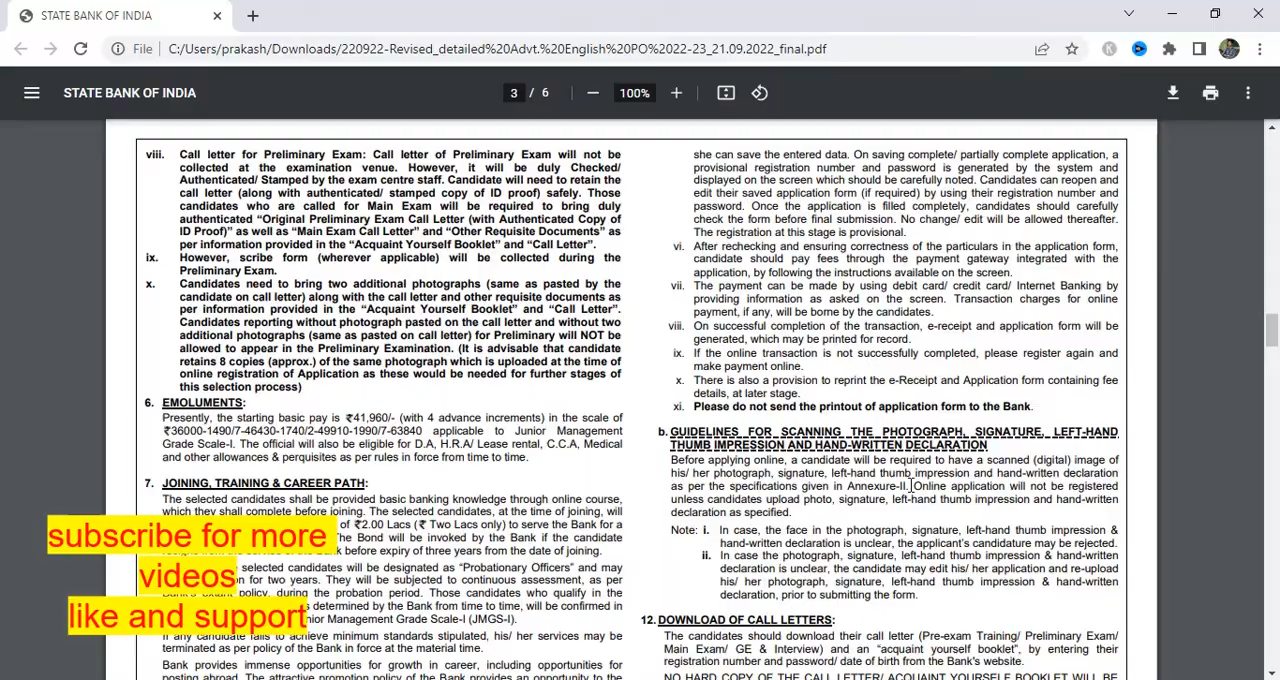 STATE BANK OF INDIA
File C:/Users/prakash/Downloads/220922-Revised_detailed%20Advt.%20English%20PO%2022-23_21.09.2022_final.pdf
STATE BANK OF INDIA
3 / 6
100%
viii. Call letter for Preliminary Exam: Call letter of Preliminary Exam will not be
collected at the examination venue. However, it will be duly Checked/
Authenticated/ Stamped by the exam centre staff. Candidate will need to retain the
call letter (along with authenticated/ stamped copy of ID proof) safely. Those
candidates who are called for Main Exam will be required to bring duly
authenticated “Original Preliminary Exam Call Letter (with Authenticated Copy of
ID Proof)” as well as “Main Exam Call Letter” and “Other Requisite Documents” as
per information provided in the “Acquaint Yourself Booklet” and “Call Letter”.
ix. However, scribe form (wherever applicable) will be collected during the
Preliminary Exam.
x. Candidates need to bring two additional photographs (same as pasted by the
candidate on call letter) along with the call letter and other requisite documents as
per information provided in the “Acquaint Yourself Booklet” and “Call Letter”.
Candidates reporting without photograph pasted on the call letter and without two
additional photographs (same as pasted on call letter) for Preliminary will NOT be
allowed to appear in the Preliminary Examination. (It is advisable that candidate
retains 8 copies (approx.) of the same photograph which is uploaded at the time of
online registration of Application as these would be needed for further stages of
this selection process)
6. EMOLUMENTS:
Presently, the starting basic pay is ₹41,960/- (with 4 advance increments) in the scale of
₹36000-1490/7-46430-1740/2-49910-1990/7-63840 applicable to Junior Management
Grade Scale-I. The official will also be eligible for D.A, H.R.A/ Lease rental, C.C.A, Medical
and other allowances & perquisites as per rules in force from time to time.
7. JOINING, TRAINING & CAREER PATH:
The selected candidates shall be provided basic banking knowledge through online course,
which they shall complete before joining. The selected candidates, at the time of joining, will
of ₹2.00 Lacs (₹ Two Lacs only) to serve the Bank for a
The Bond will be invoked by the Bank if the candidate
before expiry of three years from the date of joining.
selected candidates will be designated as “Probationary Officers” and may
on for two years. They will be subjected to continuous assessment, as per
policy, during the probation period. Those candidates who qualify in the
s determined by the Bank from time to time, will be confirmed in
nior Management Grade Scale-I (JMGS-I).
If any candidate fails to achieve minimum standards stipulated, his/ her services may be
terminated as per policy of the Bank in force at the material time.
Bank provides immense opportunities for growth in career, including opportunities for
posting abroad. The attractive promotion policy of the Bank provides an opportunity to the
subscribe for more
videos
like and support
she can save the entered data. On saving complete/ partially complete application, a
provisional registration number and password is generated by the system and
displayed on the screen which should be carefully noted. Candidates can reopen and
edit their saved application form (if required) by using their registration number and
password. Once the application is filled completely, candidates should carefully
check the form before final submission. No change/ edit will be allowed thereafter.
The registration at this stage is provisional.
vi. After rechecking and ensuring correctness of the particulars in the application form,
candidate should pay fees through the payment gateway integrated with the
application, by following the instructions available on the screen.
vii. The payment can be made by using debit card/ credit card/ Internet Banking by
providing information as asked on the screen. Transaction charges for online
payment, if any, will be borne by the candidates.
viii. On successful completion of the transaction, e-receipt and application form will be
generated, which may be printed for record.
ix. If the online transaction is not successfully completed, please register again and
make payment online.
x. There is also a provision to reprint the e-Receipt and Application form containing fee
details, at later stage.
xi. Please do not send the printout of application form to the Bank.
b. GUIDELINES FOR SCANNING THE PHOTOGRAPH, SIGNATURE, LEFT-HAND
THUMB IMPRESSION AND HAND-WRITTEN DECLARATION
Before applying online, a candidate will be required to have a scanned (digital) image of
his/ her photograph, signature, left-hand thumb impression and hand-written declaration
as per the specifications given in Annexure-II. Online application will not be registered
unless candidates upload photo, signature, left-hand thumb impression and hand-written
declaration as specified.
Note: i. In case, the face in the photograph, signature, left-hand thumb impression &
hand-written declaration is unclear, the applicant's candidature may be rejected.
ii. In case the photograph, signature, left-hand thumb impression & hand-written
declaration is unclear, the candidate may edit his/ her application and re-upload
his/ her photograph, signature, left-hand thumb impression & hand-written
declaration, prior to submitting the form.
12. DOWNLOAD OF CALL LETTERS:
The candidates should download their call letter (Pre-exam Training/ Preliminary Exam/
Main Exam/ GE & Interview) and an “acquaint yourself booklet”, by entering their
registration number and password/ date of birth from the Bank's website.
NO HARD COPY OF THE CALL LETTER/ ACQUAINT YOURSELF BOOKLET WILL BE